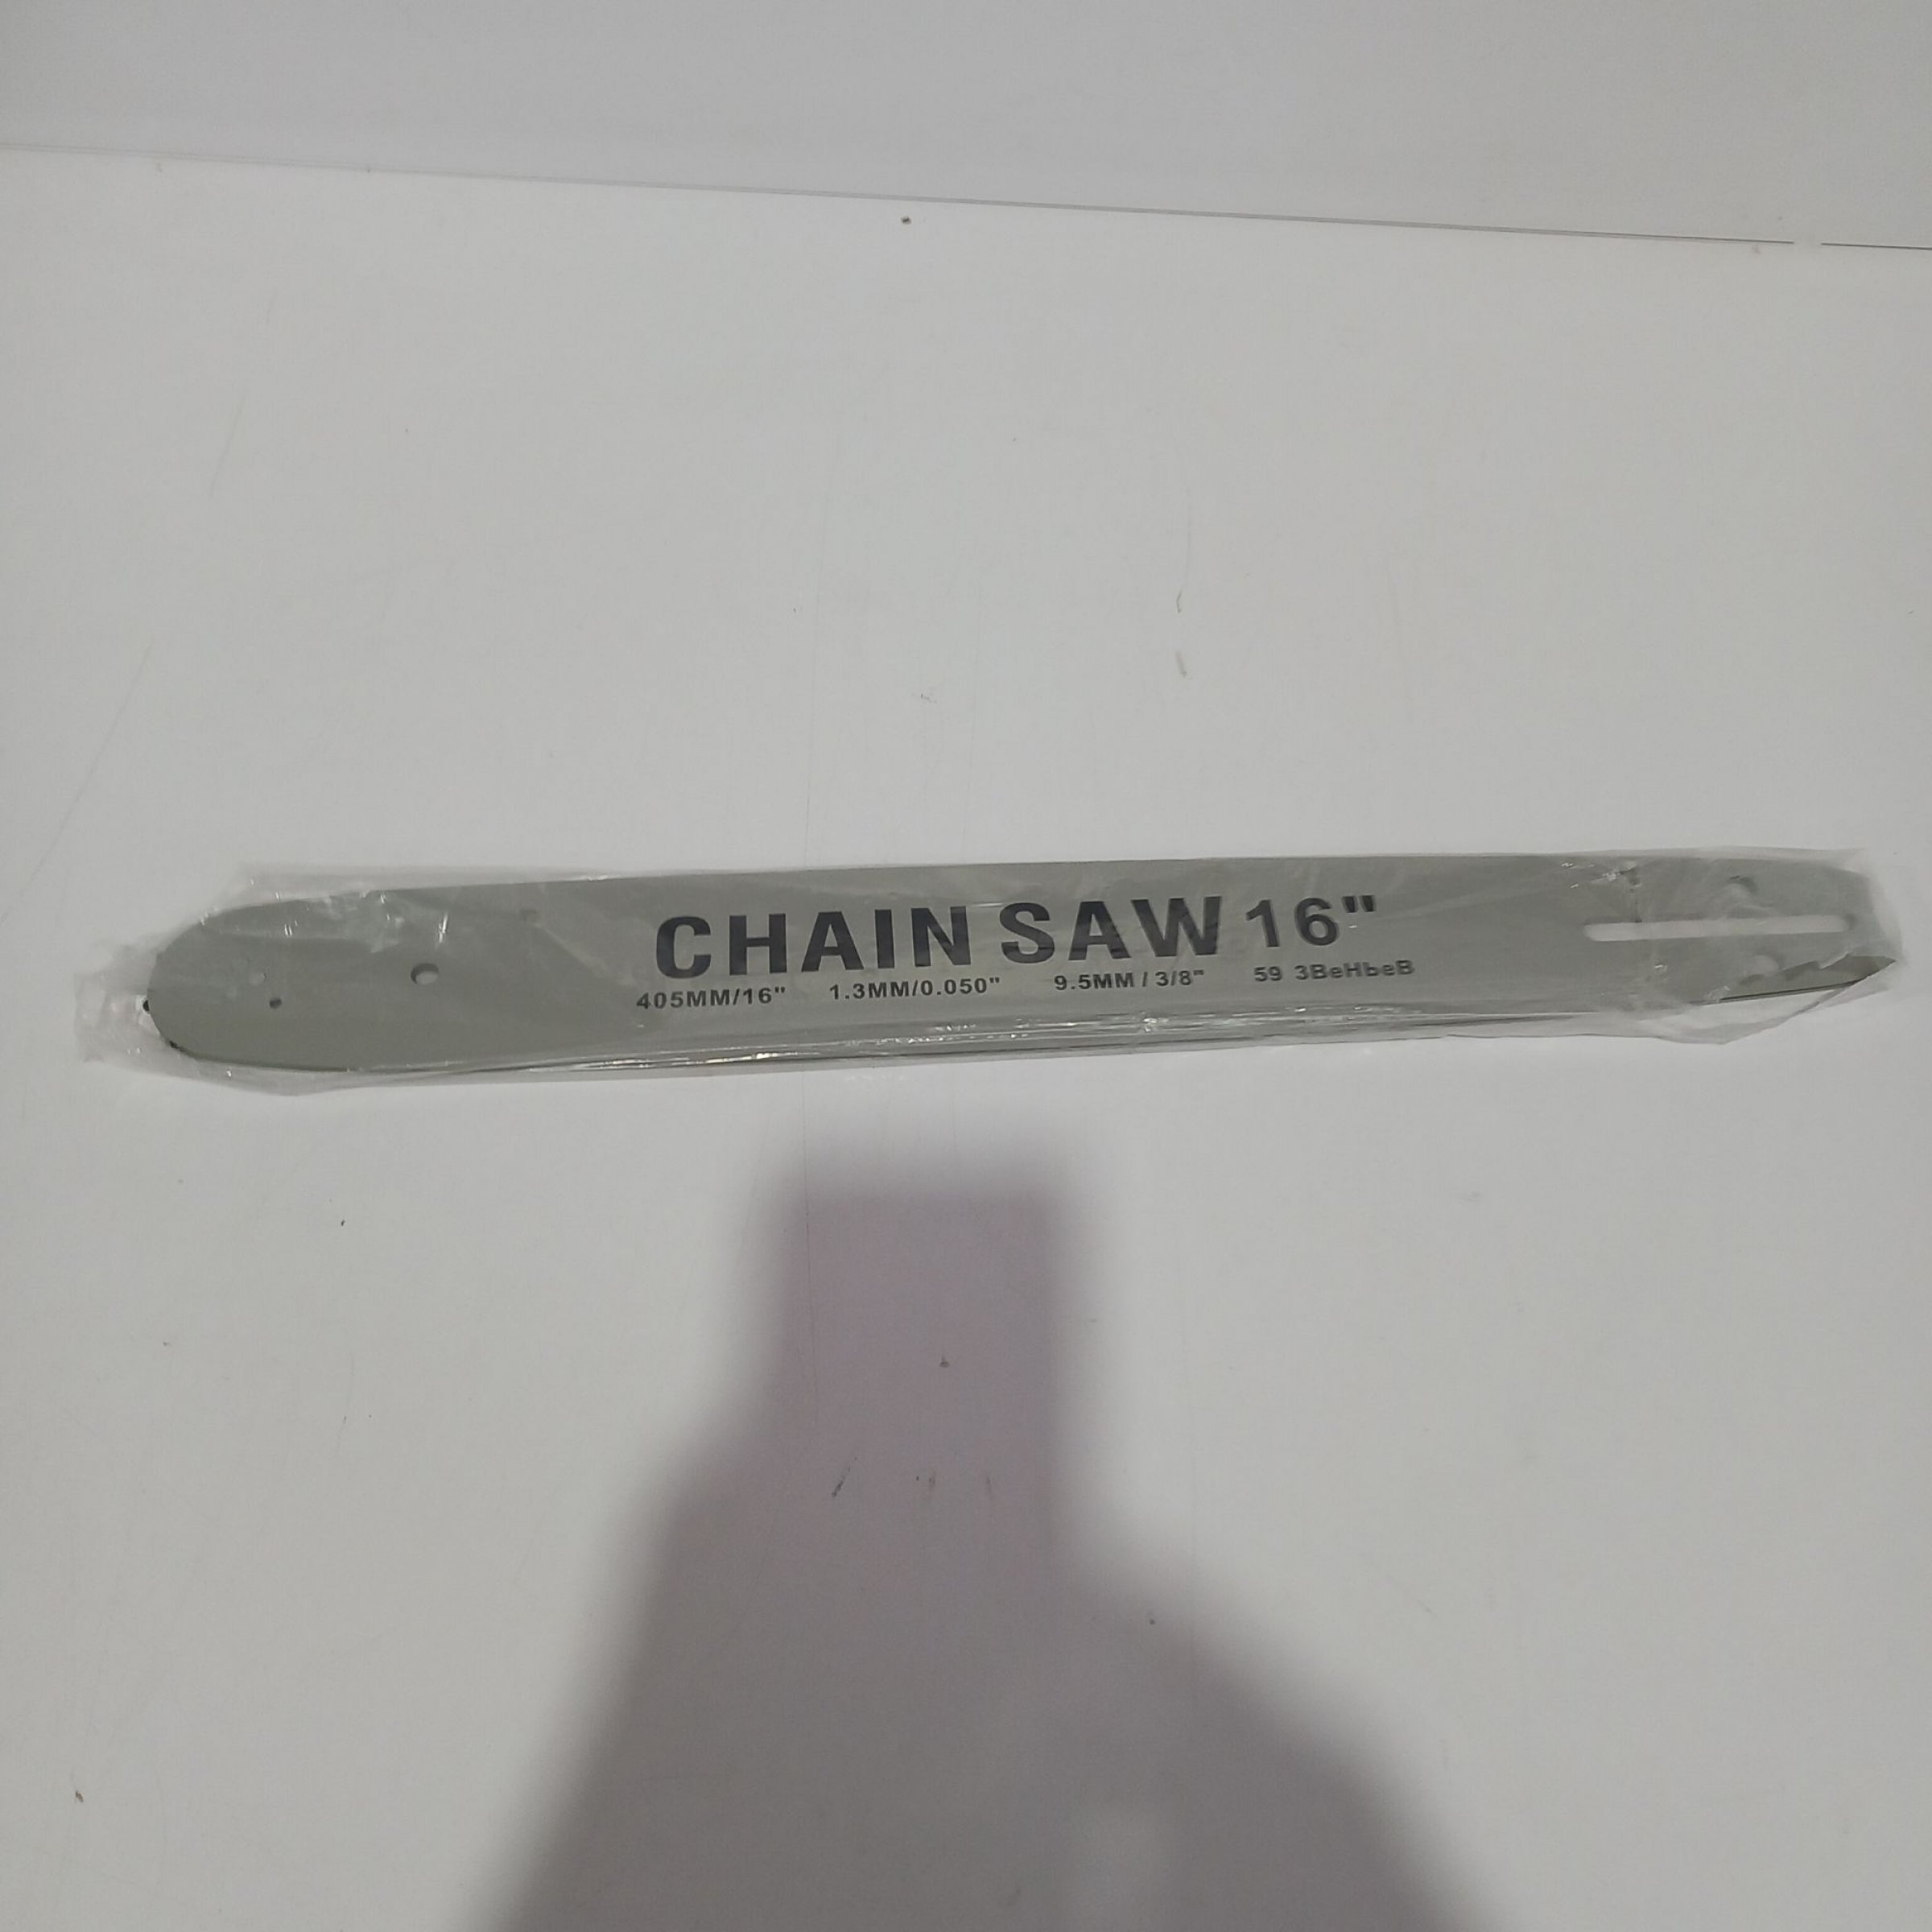 CHAIN SAW 16"
405MM/16" 1.3MM/0.050" 9.5MM / 3/8" 59 3BeHbeB